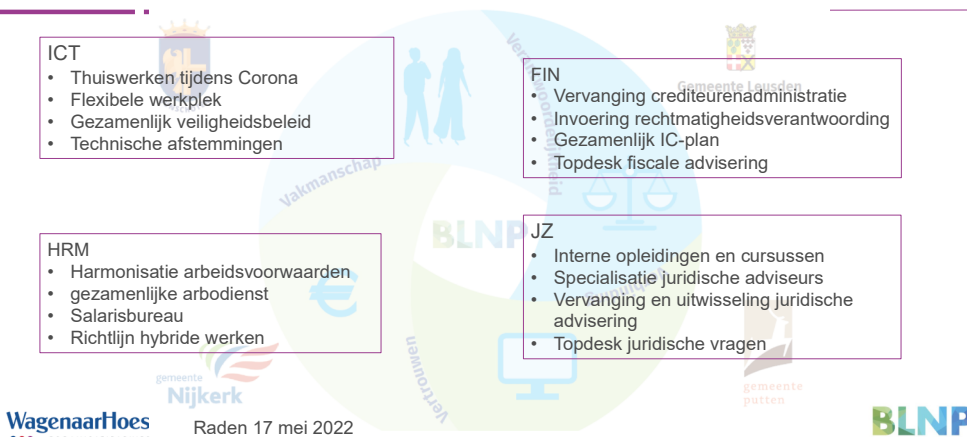 ICT
• Thuiswerken tijdens Corona
• Flexibele werkplek
• Gezamenlijk veiligheidsbeleid
• Technische afstemmingen
FIN
• Vervanging crediteurenadministratie
• Invoering rechtmatigheidsverantwoording
• Gezamenlijk IC-plan
• Topdesk fiscale advisering
HRM
• Harmonisatie arbeidsvoorwaarden
• gezamenlijke arbodienst
• Salarisbureau
• Richtlijn hybride werken
JZ
• Interne opleidingen en cursussen
• Specialisatie juridische adviseurs
• Vervanging en uitwisseling juridische
advisering
• Topdesk juridische vragen
Gemeente Leusden
Verantwoordelijkheid
Vakmanschap
BLNP
Vertrouwen
gemeente
Nijkerk
gemeente
putten
WagenaarHoes
Raden 17 mei 2022
BLNP